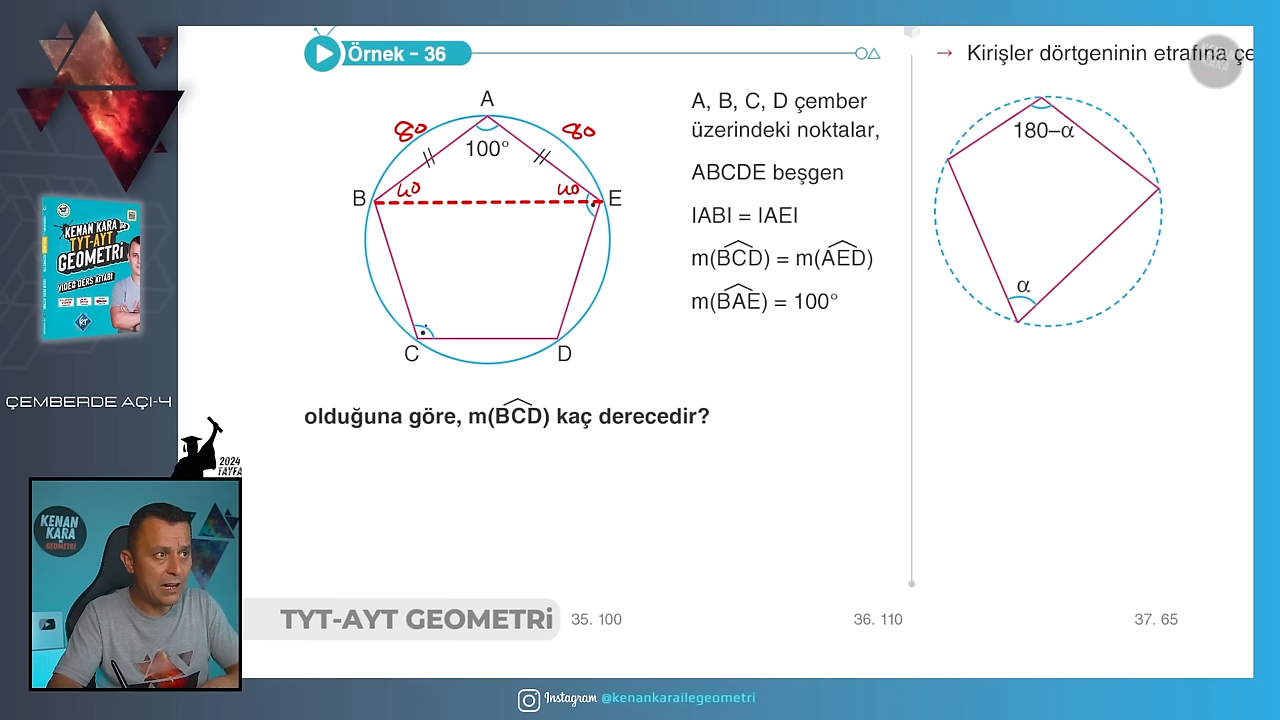 Örnek – 36
A
80
80
100°
40
40
B
E
C
D
A, B, C, D çember
üzerindeki noktalar,
ABCDE beşgen
IABI = IAEI
m(BCD) = m(AED)
m(BAE) = 100°
olduğuna göre, m(BCD) kaç derecedir?
→ Kirişler dörtgeninin etrafına çe
180–α
α
KENAN KARA
TYT-AYT
GEOMETRİ
VİDEO DERS KİTABI
ÇEMBERDE AÇI-4
2024
TAYFA
KENAN
KARA
GEOMETRİ
TYT-AYT GEOMETRİ
35. 100
36. 110
37. 65
Instagram @kenankarailegeometri